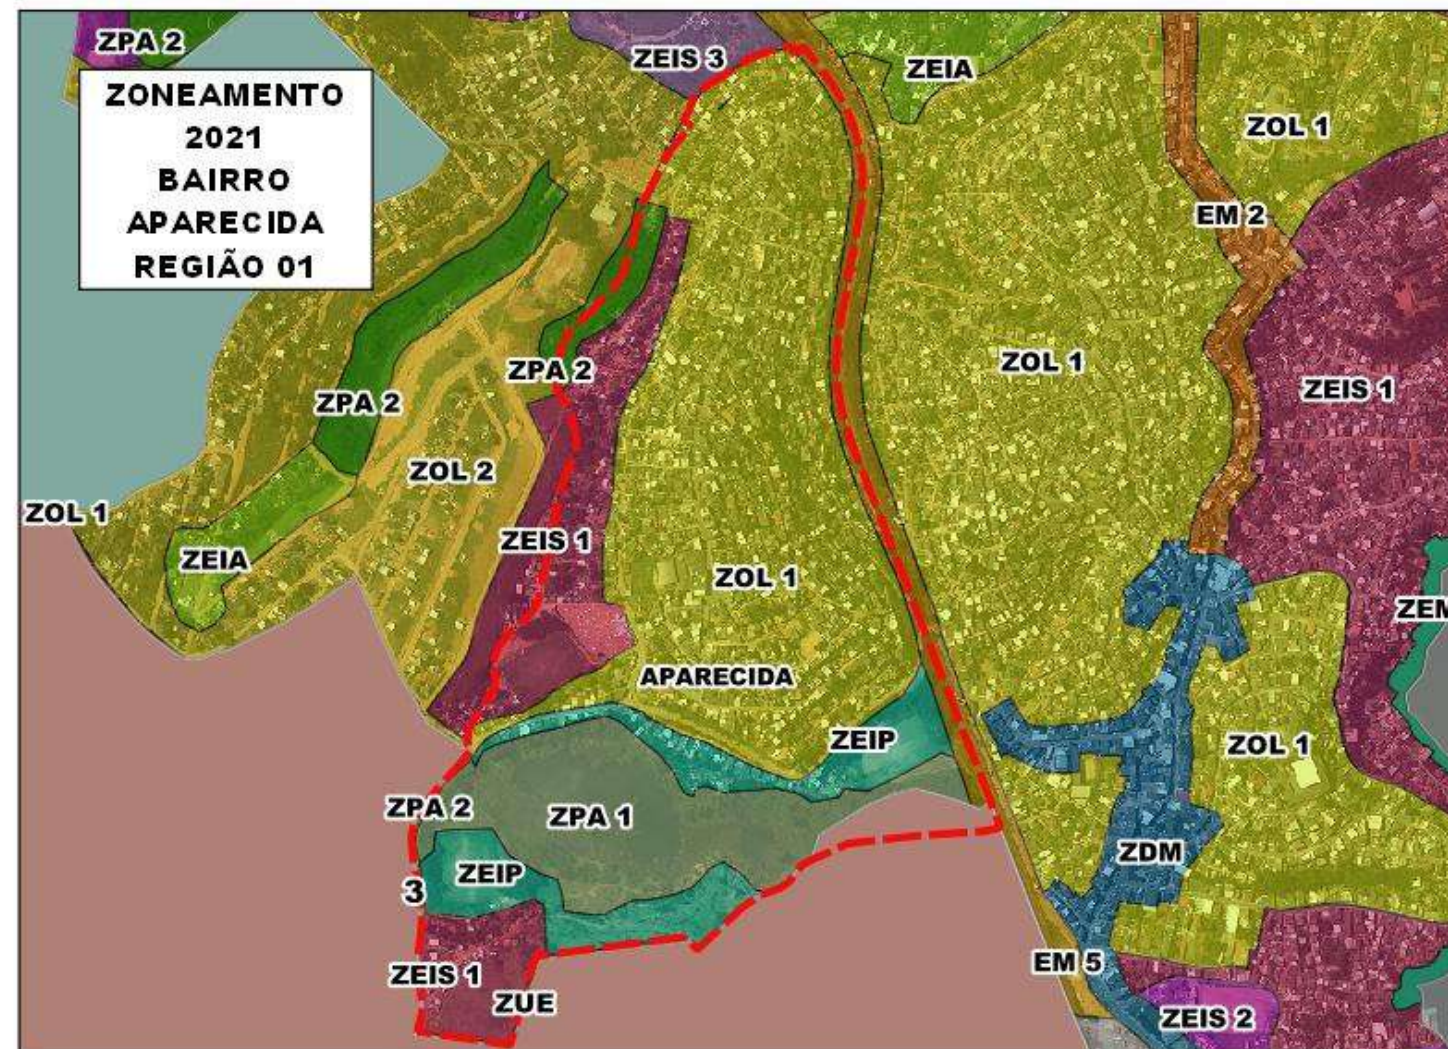 ZPA 2
ZEIS 3
ZEIA
ZONEAMENTO
2021
BAIRRO
APARECIDA
REGIÃO 01
ZOL 1
EM 2
ZPA 2
ZOL 1
ZEIS 1
ZPA 2
ZOL 2
ZOL 1
ZEIS 1
ZEIA
ZOL 1
APARECIDA
ZEIP
ZOL 1
ZPA 2
ZPA 1
ZDM
ZEIP
3
EM 5
ZEIS 1
ZUE
ZEIS 2